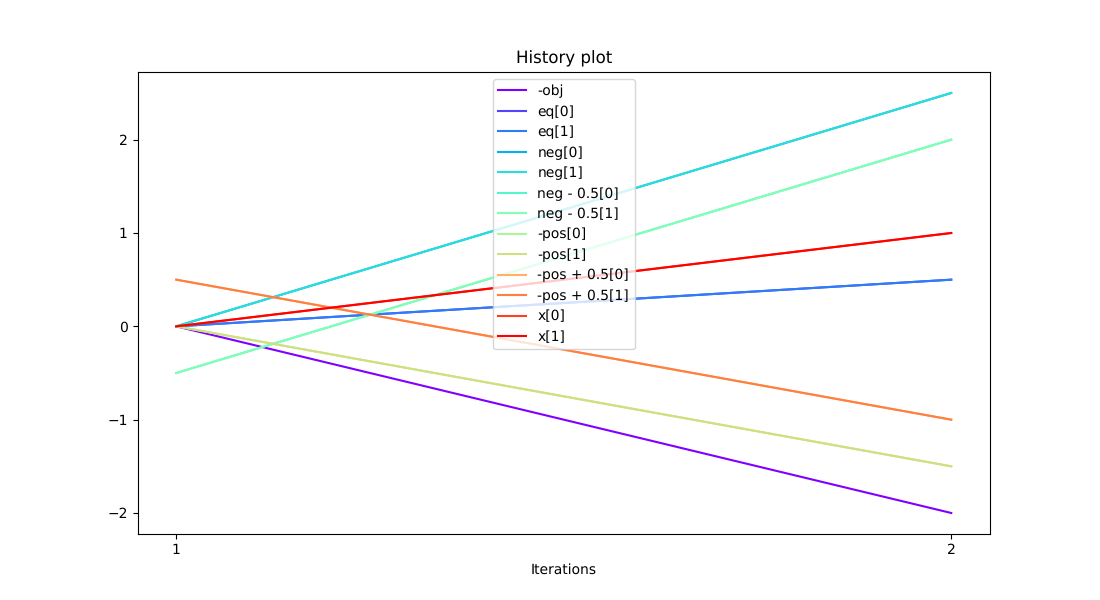 History plot
-obj
eq[0]
eq[1]
neg[0]
neg[1]
neg - 0.5[0]
neg - 0.5[1]
-pos[0]
-pos[1]
-pos + 0.5[0]
-pos + 0.5[1]
x[0]
x[1]
2
1
0
−1
−2
1
2
Iterations